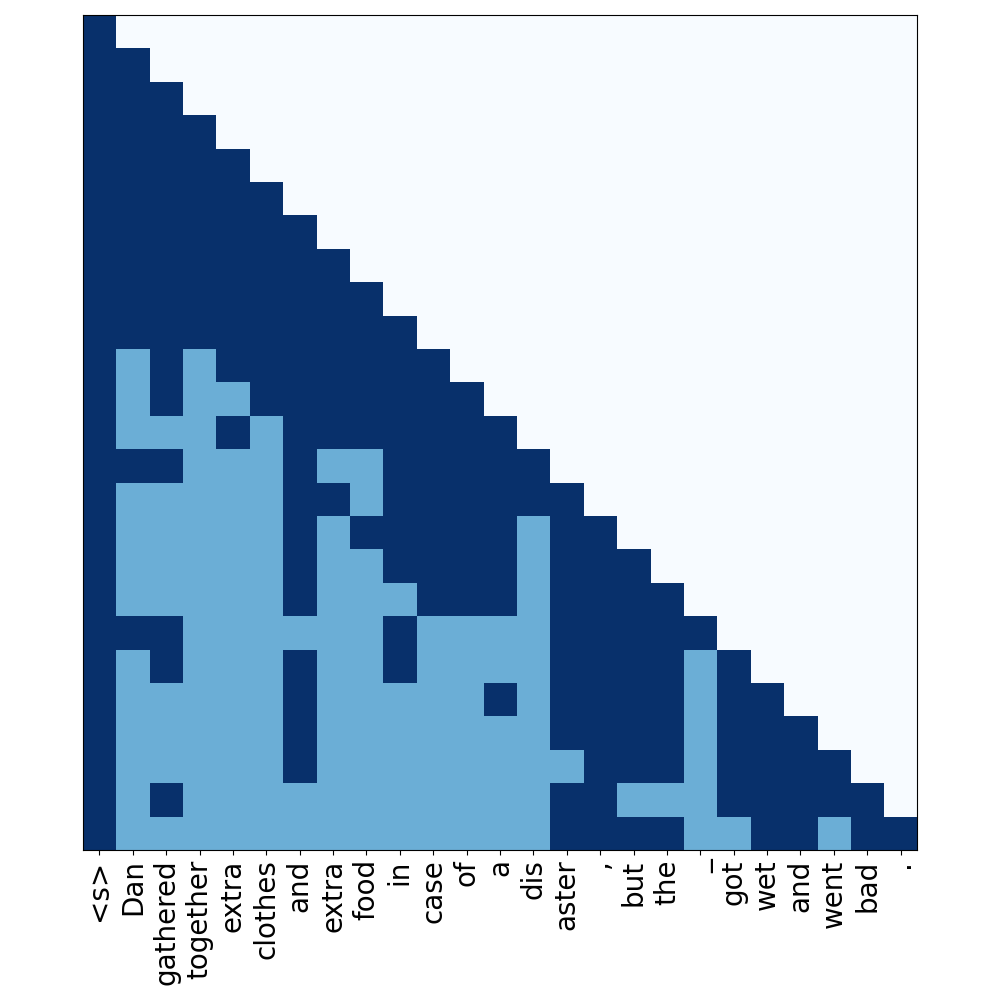 <s> Dan gathered together extra clothes and extra food in case of a dis aster , but the _ got wet and went bad .